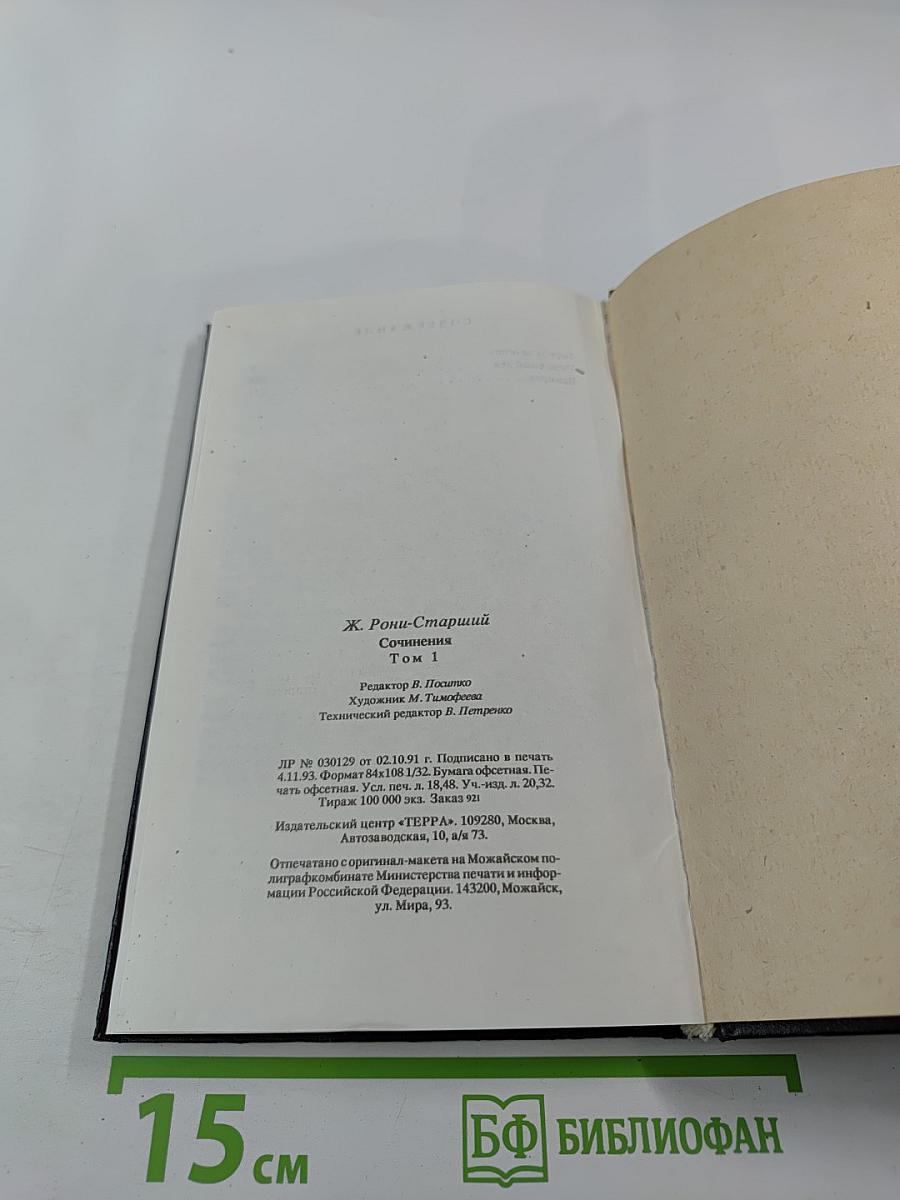 Ж. Рони-Старший
Сочинения
Том 1
Редактор В. Поситко
Художник М. Тимофеева
Технический редактор В. Петренко
ЛР № 030129 от 02.10.91 г. Подписано в печать
4.11.93. Формат 84х108 1/32. Бумага офсетная. Пе-
чать офсетная. Усл. печ. л. 18,48. Уч.-изд. л. 20,32.
Тираж 100 000 экз. Заказ 921
Издательский центр «ТЕРРА». 109280, Москва,
Автозаводская, 10, а/я 73.
Отпечатано с оригинал-макета на Можайском по-
лиграфкомбинате Министерства печати и инфор-
мации Российской Федерации. 143200, Можайск,
ул. Мира, 93.
15 см
БФ БИБЛИОФАН